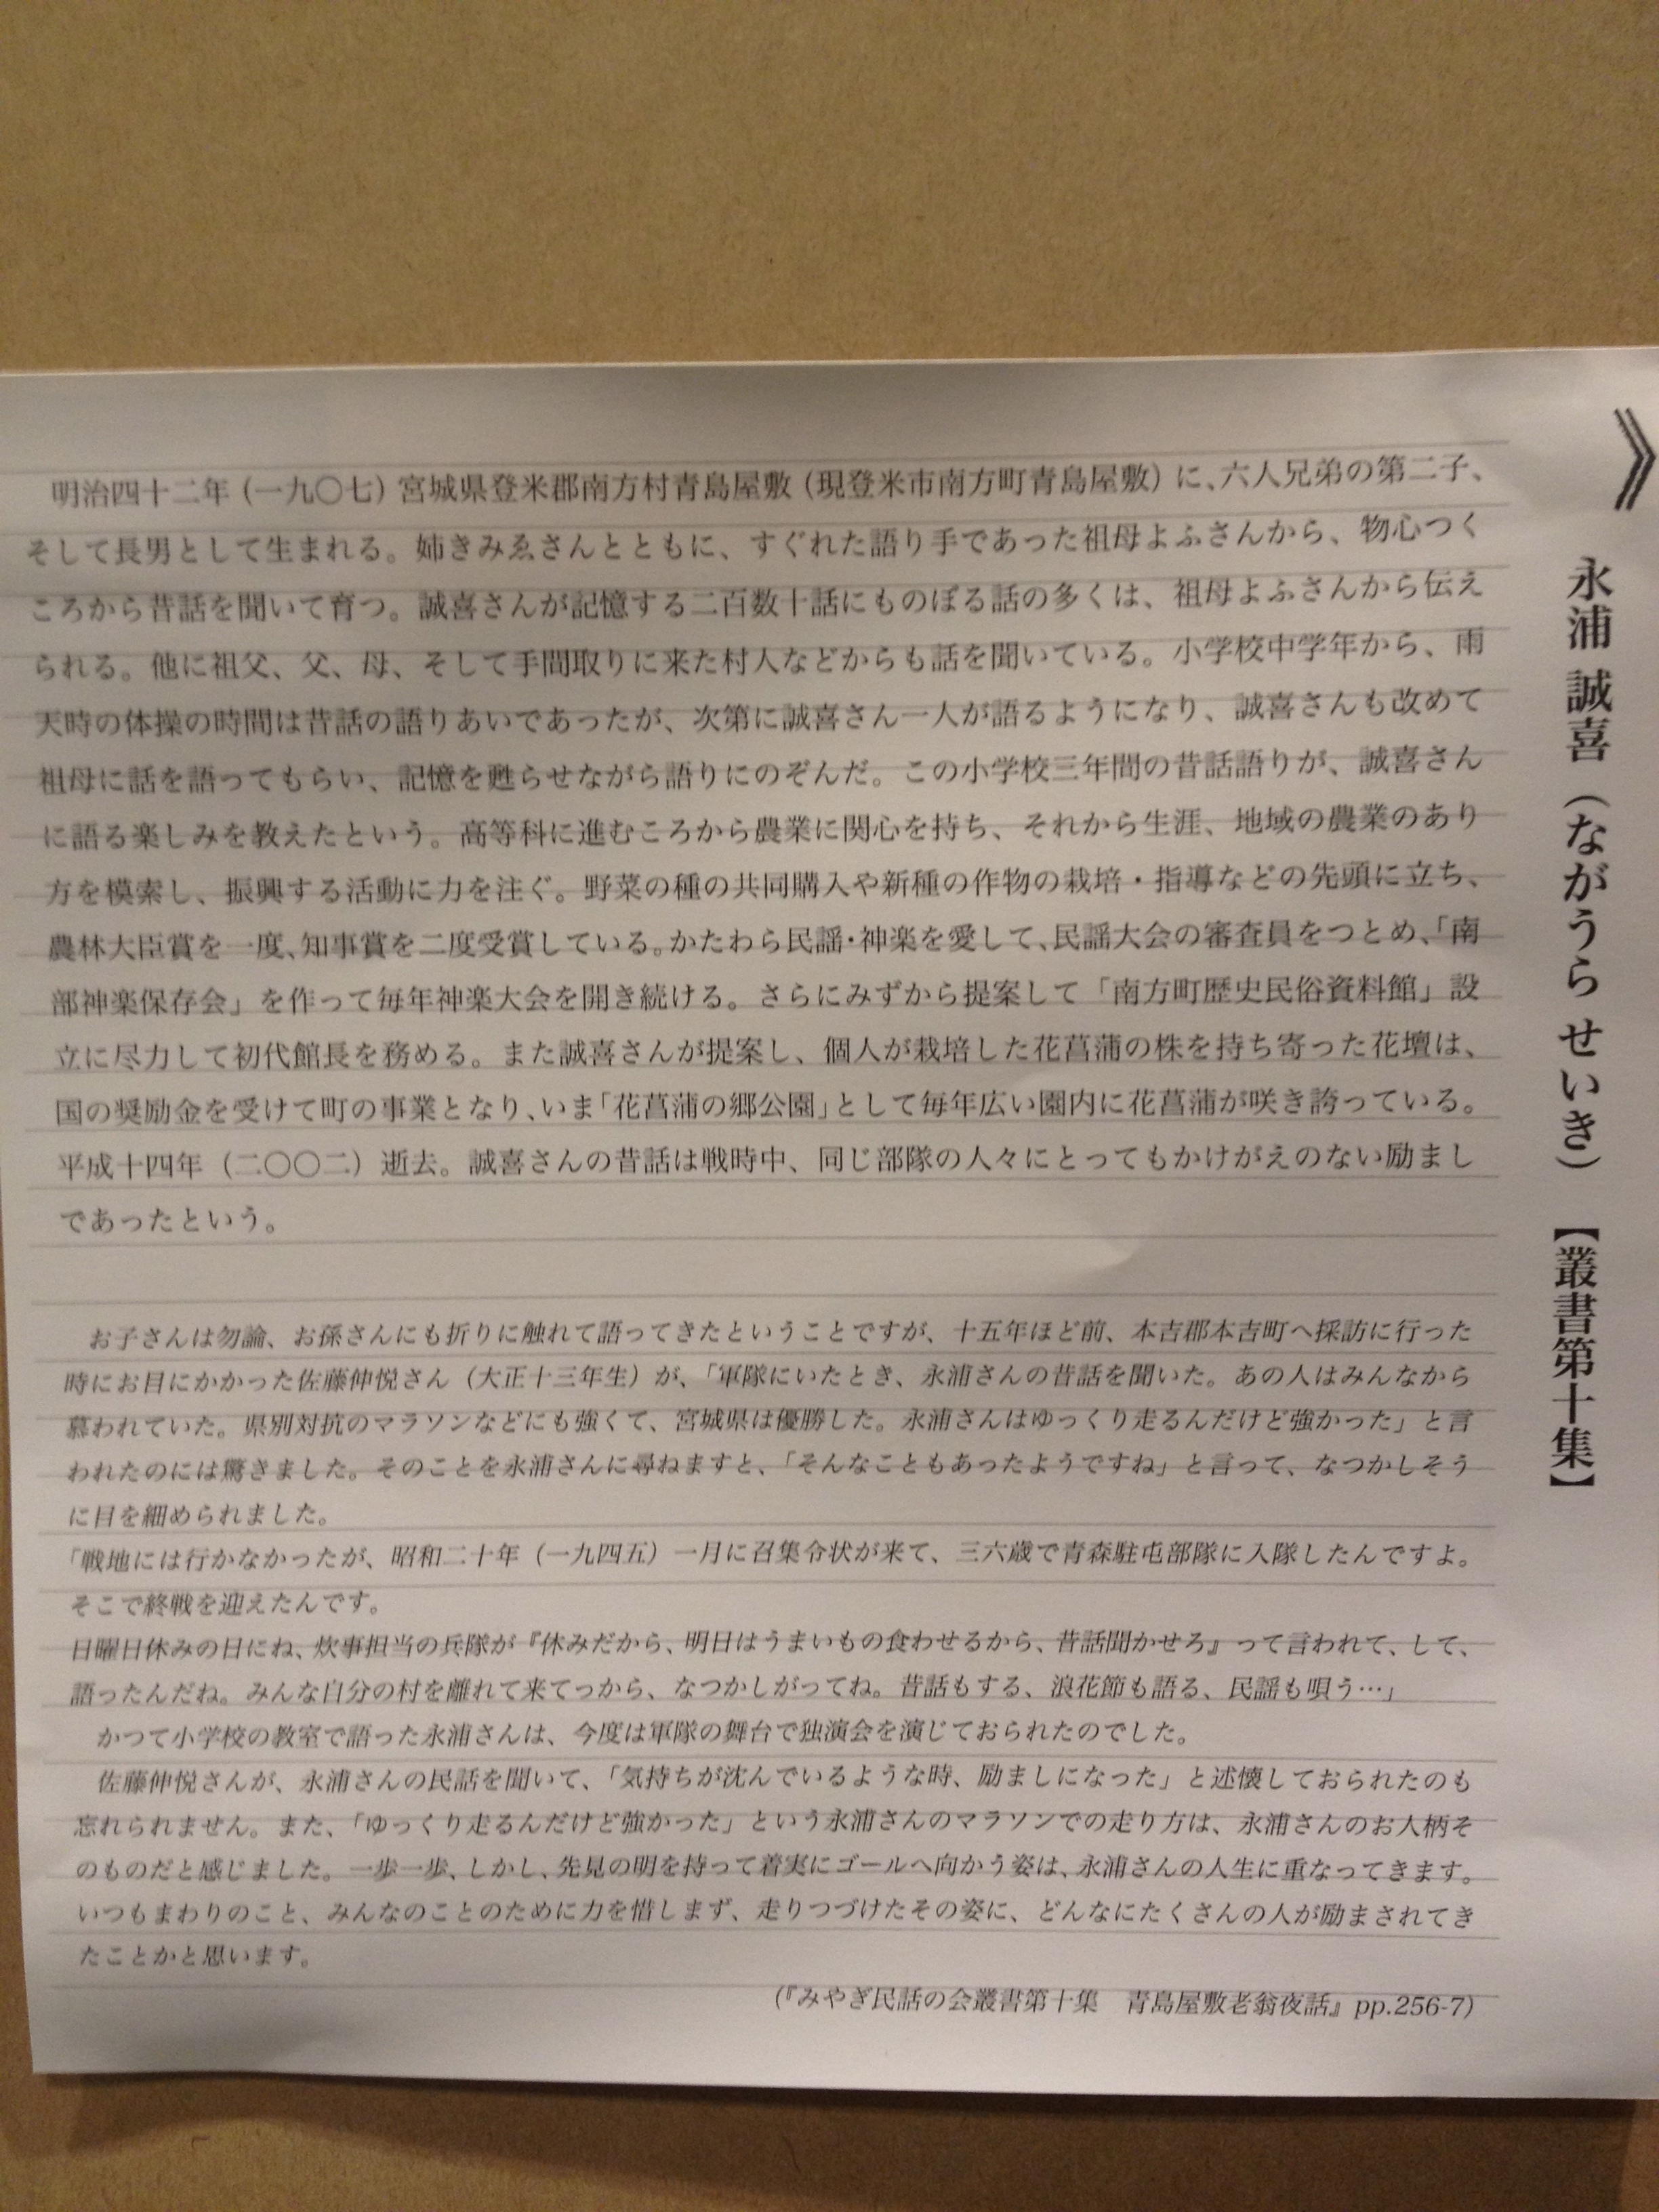 》 永浦 誠喜（ながうら せいき）【叢書第十集】
明治四十二年（一九〇七）宮城県登米郡南方村青島屋敷（現登米市南方町青島屋敷）に、六人兄弟の第二子、
そして長男として生まれる。姉きみゑさんとともに、すぐれた語り手であった祖母よふさんから、物心つく
ころから昔話を聞いて育つ。誠喜さんが記憶する二百数十話にものぼる話の多くは、祖母よふさんから伝え
られる。他に祖父、父、母、そして手間取りに来た村人などからも話を聞いている。小学校中学年から、雨
天時の体操の時間は昔話の語りあいであったが、次第に誠喜さん一人が語るようになり、誠喜さんも改めて
祖母に話を語ってもらい、記憶を甦らせながら語りにのぞんだ。この小学校三年間の昔話語りが、誠喜さん
に語る楽しみを教えたという。高等科に進むころから農業に関心を持ち、それから生涯、地域の農業のあり
方を模索し、振興する活動に力を注ぐ。野菜の種の共同購入や新種の作物の栽培・指導などの先頭に立ち、
農林大臣賞を一度、知事賞を二度受賞している。かたわら民謡・神楽を愛して、民謡大会の審査員をつとめ、「南
部神楽保存会」を作って毎年神楽大会を開き続ける。さらにみずから提案して「南方町歴史民俗資料館」設
立に尽力して初代館長を務める。また誠喜さんが提案し、個人が栽培した花菖蒲の株を持ち寄った花壇は、
国の奨励金を受けて町の事業となり、いま「花菖蒲の郷公園」として毎年広い園内に花菖蒲が咲き誇っている。
平成十四年（二〇〇二）逝去。誠喜さんの昔話は戦時中、同じ部隊の人々にとってもかけがえのない励まし
であったという。
お子さんは勿論、お孫さんにも折りに触れて語ってきたということですが、十五年ほど前、本吉郡本吉町へ採訪に行った
時にお目にかかった佐藤仲悦さん（大正十三年生）が、「軍隊にいたとき、永浦さんの昔話を聞いた。あの人はみんなから
慕われていた。県別対抗のマラソンなどにも強くて、宮城県は優勝した。永浦さんはゆっくり走るんだけど強かった」と言
われたのには驚きました。そのことを永浦さんに尋ねますと、「そんなこともあったようですね」と言って、なつかしそう
に目を細められました。
「戦地には行かなかったが、昭和二十年（一九四五）一月に召集令状が来て、三六歳で青森駐屯部隊に入隊したんですよ。
そこで終戦を迎えたんです。
日曜日休みの日にね、炊事担当の兵隊が『休みだから、明日はうまいもの食わせるから、昔話聞かせろ』って言われて、して、
語ったんだね。みんな自分の村を離れて来てっから、なつかしがってね。昔話もする、浪花節も語る、民謡も唄う…」
かつて小学校の教室で語った永浦さんは、今度は軍隊の舞台で独演会を演じておられたのでした。
佐藤仲悦さんが、永浦さんの民話を聞いて、「気持ちが沈んでいるような時、励ましになった」と述懐しておられたのも
忘れられません。また、「ゆっくり走るんだけど強かった」という永浦さんのマラソンでの走り方は、永浦さんのお人柄そ
のものだと感じました。一歩一歩、しかし、先見の明を持って着実にゴールへ向かう姿は、永浦さんの人生に重なってきます。
いつもまわりのこと、みんなのことのために力を惜しまず、走りつづけたその姿に、どんなにたくさんの人が励まされてき
たことかと思います。
（『みやぎ民話の会叢書第十集　青島屋敷老翁夜話』pp.256-7）